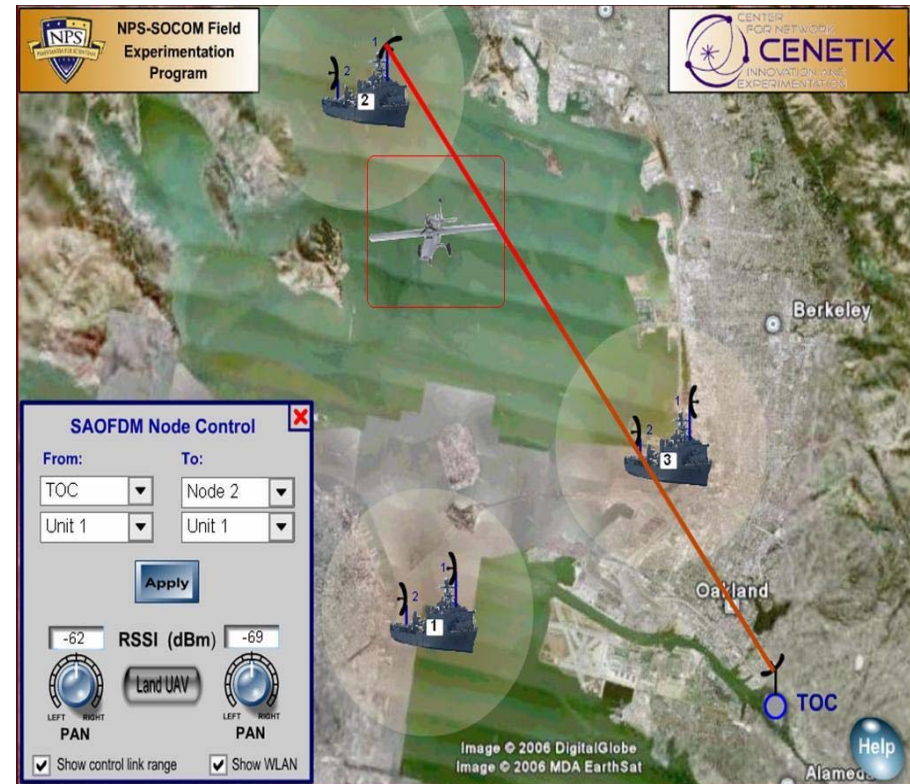 NPS
NPS-SOCOM Field
Experimentation
Program
CENTER
FOR NETWORK
CENETIX
INNOVATION AND
EXPERIMENTATION
1
2
2
Berkeley
1
2
3
Oakland
1
2
1
TOC
Alameda
SAOFDM Node Control
From:
To:
TOC
Node 2
Unit 1
Unit 1
Apply
-62
RSSI (dBm)
-69
Land UAV
LEFT
RIGHT
LEFT
RIGHT
PAN
PAN
Show control link range
Show WLAN
Image © 2006 DigitalGlobe
Image © 2006 MDA EarthSat
Help